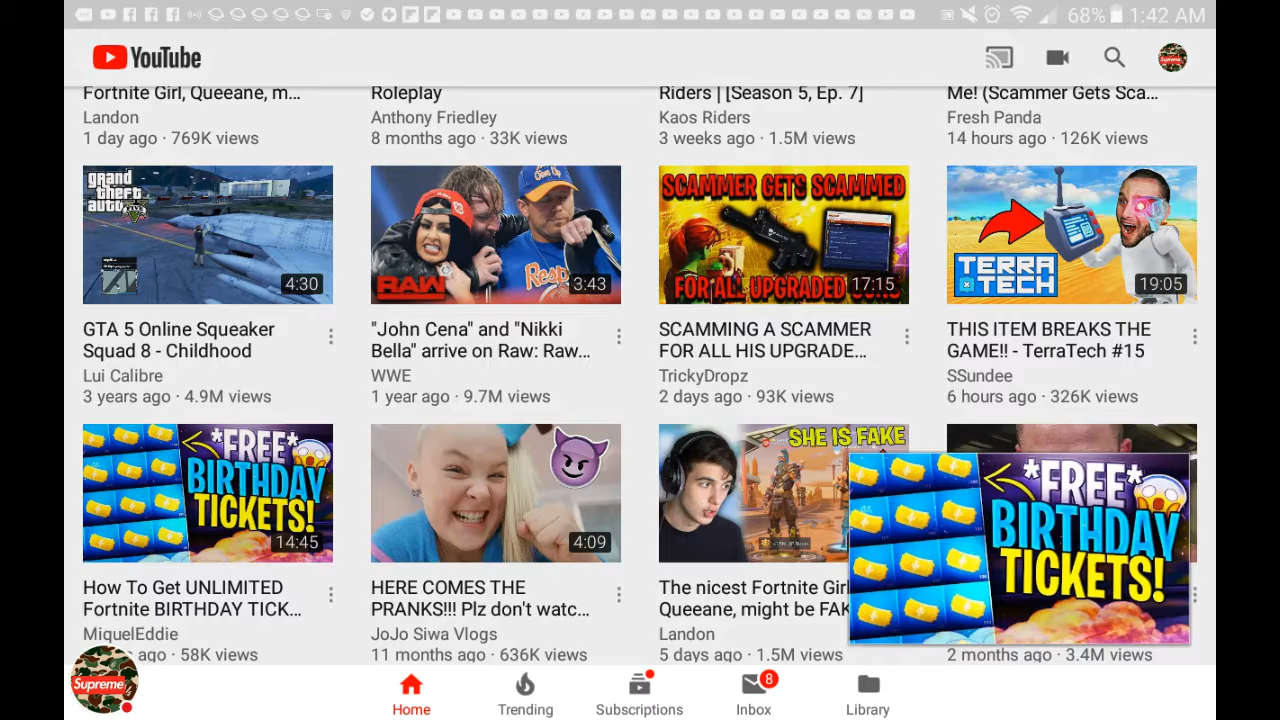 68% 1:42 AM
YouTube
Fortnite Girl, Queeane, m...
Landon
1 day ago · 769K views
Roleplay
Anthony Friedley
8 months ago · 33K views
Riders | [Season 5, Ep. 7]
Kaos Riders
3 weeks ago · 1.5M views
Me! (Scammer Gets Sca...
Fresh Panda
14 hours ago · 126K views
grand
theft
auto
4:30
GTA 5 Online Squeaker
Squad 8 - Childhood
Lui Calibre
3 years ago · 4.9M views
RAW
Resp
3:43
"John Cena" and "Nikki
Bella" arrive on Raw: Raw...
WWE
1 year ago · 9.7M views
SCAMMER GETS SCAMMED
FOR ALL UPGRADED
17:15
SCAMMING A SCAMMER
FOR ALL HIS UPGRADE...
TrickyDropz
2 days ago · 93K views
TERRA
TECH
19:05
THIS ITEM BREAKS THE
GAME!! - TerraTech #15
SSundee
6 hours ago · 326K views
*FREE*
BIRTHDAY
TICKETS!
14:45
How To Get UNLIMITED
Fortnite BIRTHDAY TICK...
MiquelEddie
ago · 58K views
4:09
HERE COMES THE
PRANKS!!! Plz don't watc...
JoJo Siwa Vlogs
11 months ago · 636K views
SHE IS FAKE
The nicest Fortnite Girl
Queeane, might be FAK
Landon
5 days ago · 1.5M views
*FREE*
BIRTHDAY
TICKETS!
2 months ago · 3.4M views
Supreme
Supreme
Home
Trending
Subscriptions
8
Inbox
Library